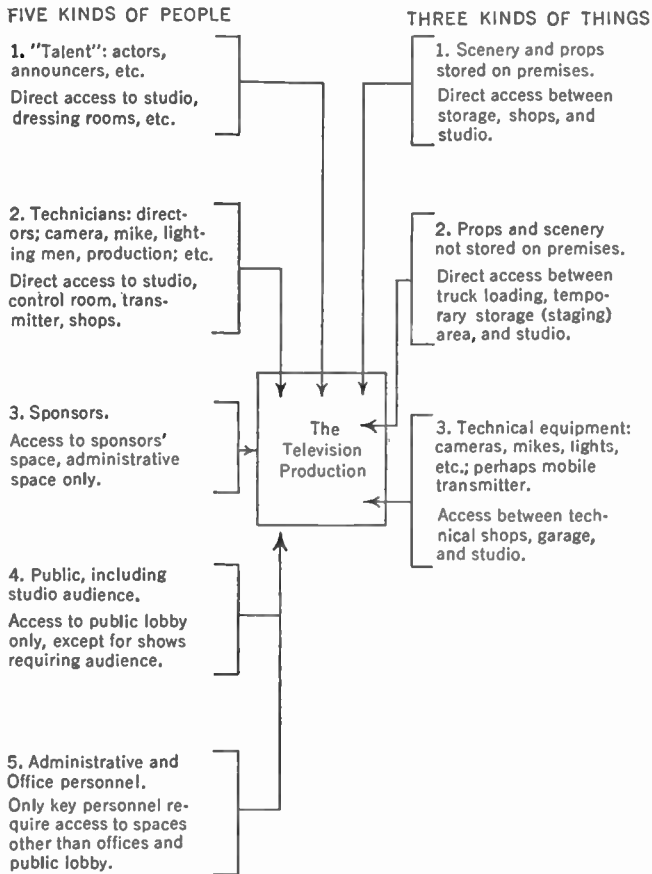 FIVE KINDS OF PEOPLE
1. "Talent": actors,
announcers, etc.
Direct access to studio,
dressing rooms, etc.
2. Technicians: direct-
ors; camera, mike, light-
ing men, production; etc.
Direct access to studio,
control room, trans-
mitter, shops.
3. Sponsors.
Access to sponsors'
space, administrative
space only.
4. Public, including
studio audience.
Access to public lobby
only, except for shows
requiring audience.
5. Administrative and
Office personnel.
Only key personnel re-
quire access to spaces
other than offices and
public lobby.
The
Television
Production
THREE KINDS OF THINGS
1. Scenery and props
stored on premises.
Direct access between
storage, shops, and
studio.
2. Props and scenery
not stored on premises.
Direct access between
truck loading, tempo-
rary storage (staging)
area, and studio.
3. Technical equipment:
cameras, mikes, lights,
etc.; perhaps mobile
transmitter.
Access between tech-
nical shops, garage,
and studio.